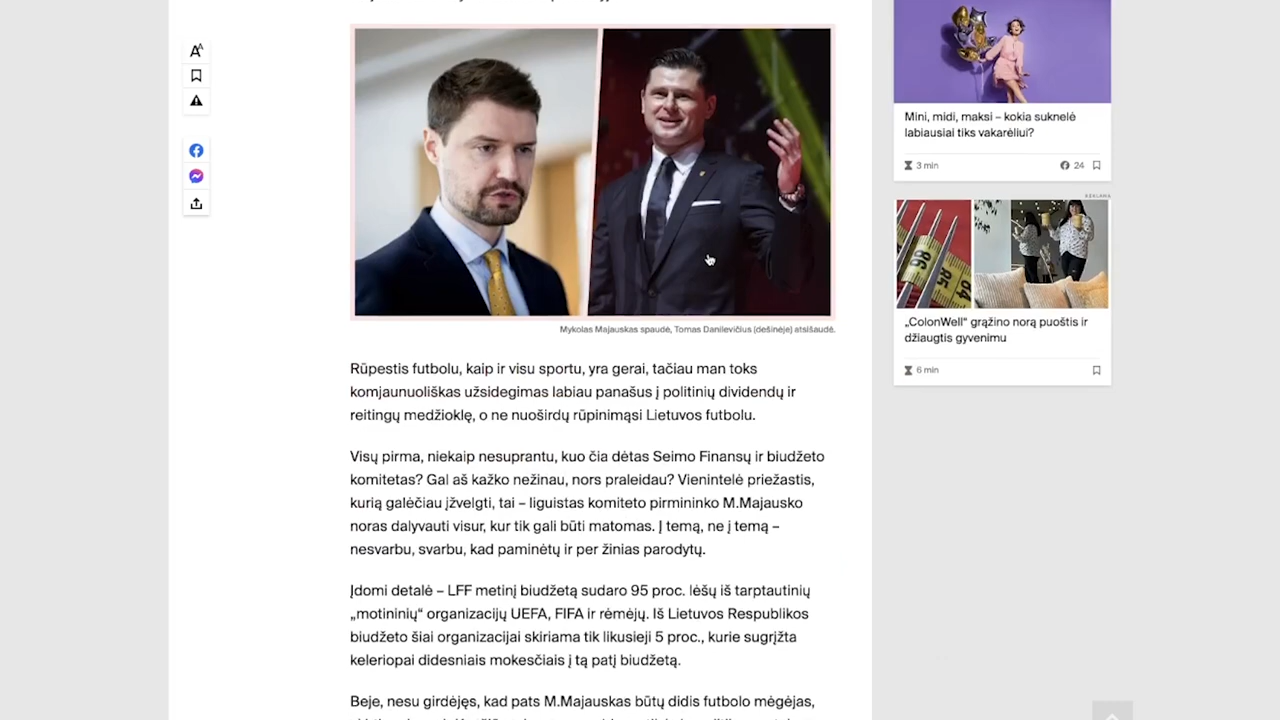 Mykolas Majauskas spaudė, Tomas Danilevičius (dešinėje) atsišaudė.
Rūpestis futbolu, kaip ir visu sportu, yra gerai, tačiau man toks
komjaunuoliškas užsidegimas labiau panašus į politinių dividendų ir
reitingų medžioklę, o ne nuoširdų rūpinimąsi Lietuvos futbolu.
Visų pirma, niekaip nesuprantu, kuo čia dėtas Seimo Finansų ir biudžeto
komitetas? Gal aš kažko nežinau, nors praleidau? Vienintelė priežastis,
kurią galėčiau įžvelgti, tai – liguistas komiteto pirmininko M.Majausko
noras dalyvauti visur, kur tik gali būti matomas. Į temą, ne į temą –
nesvarbu, svarbu, kad paminėtų ir per žinias parodytų.
Įdomi detalė – LFF metinį biudžetą sudaro 95 proc. lėšų iš tarptautinių
„motininių“ organizacijų UEFA, FIFA ir rėmėjų. Iš Lietuvos Respublikos
biudžeto šiai organizacijai skiriama tik likusieji 5 proc., kurie sugrįžta
keleriopai didesniais mokesčiais į tą patį biudžetą.
Beje, nesu girdėjęs, kad pats M.Majauskas būtų didis futbolo mėgėjas,
Mini, midi, maksi – kokia suknelė
labiausiai tiks vakarėliui?
3 min
24
REKLAMA
86
85
84
„ColonWell“ grąžino norą puoštis ir
džiaugtis gyvenimu
6 min